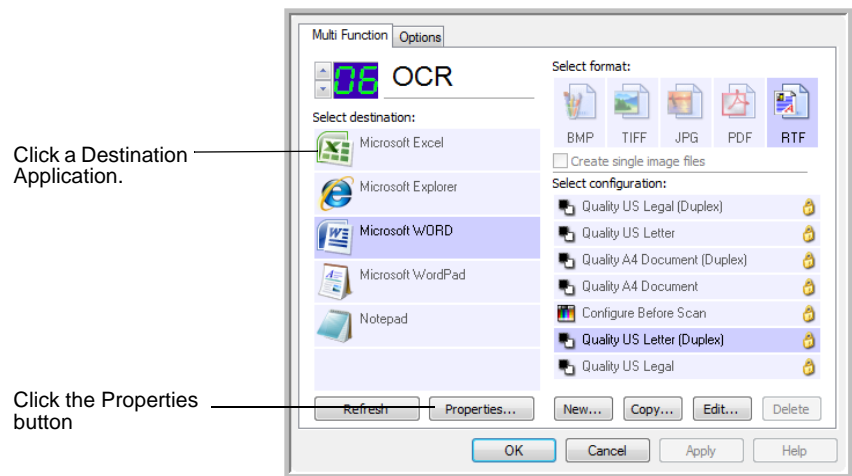 Multi Function
Options
06 OCR
Select destination:
Microsoft Excel
Microsoft Explorer
Microsoft WORD
Microsoft WordPad
Notepad
Refresh
Properties...
Select format:
BMP TIFF JPG PDF RTF
Create single image files
Select configuration:
Quality US Legal (Duplex)
Quality US Letter
Quality A4 Document (Duplex)
Quality A4 Document
Configure Before Scan
Quality US Letter (Duplex)
Quality US Legal
New... Copy... Edit... Delete
OK Cancel Apply Help
Click a Destination
Application.
Click the Properties
button